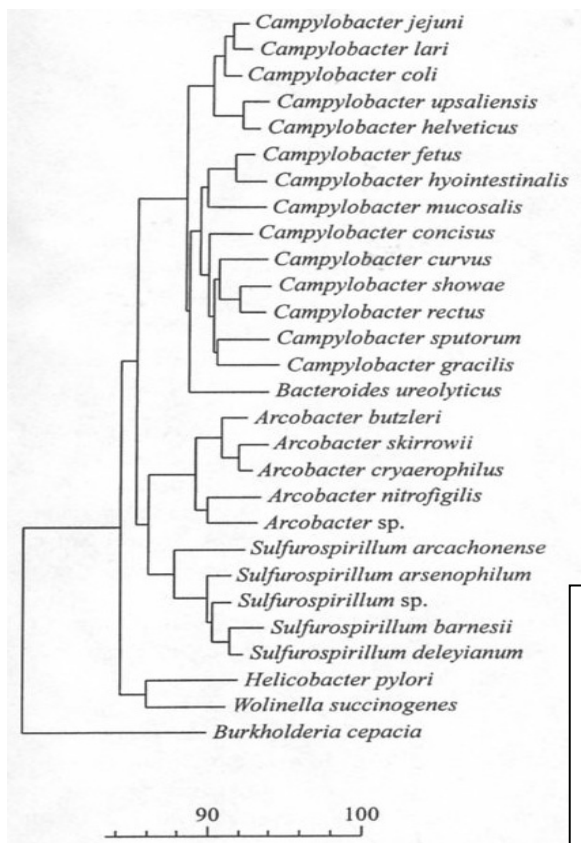 Campylobacter jejuni
Campylobacter lari
Campylobacter coli
Campylobacter upsaliensis
Campylobacter helveticus
Campylobacter fetus
Campylobacter hyointestinalis
Campylobacter mucosalis
Campylobacter concisus
Campylobacter curvus
Campylobacter showae
Campylobacter rectus
Campylobacter sputorum
Campylobacter gracilis
Bacteroides ureolyticus
Arcobacter butzleri
Arcobacter skirrowii
Arcobacter cryaerophilus
Arcobacter nitrofigilis
Arcobacter sp.
Sulfurospirillum arcachonense
Sulfurospirillum arsenophilum
Sulfurospirillum sp.
Sulfurospirillum barnesii
Sulfurospirillum deleyianum
Helicobacter pylori
Wolinella succinogenes
Burkholderia cepacia
90 100